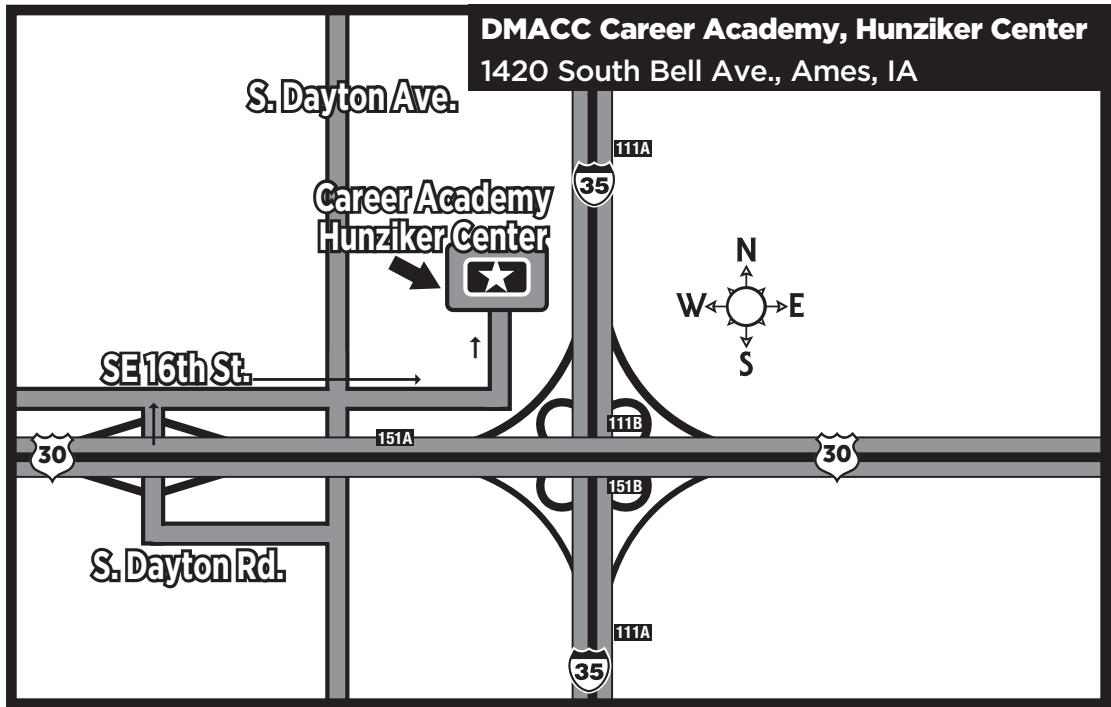 DMACC Career Academy, Hunziker Center
1420 South Bell Ave., Ames, IA
S. Dayton Ave.
111A
35
Career Academy
Hunziker Center
N
W
E
S
SE 16th St.
111B
151A
30
30
151B
S. Dayton Rd.
111A
35